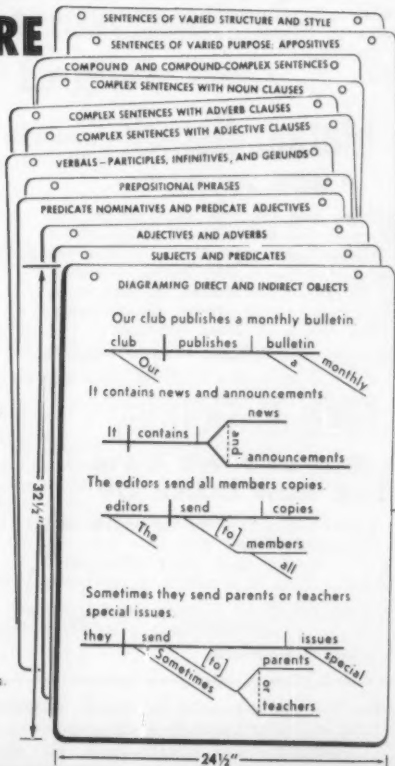 RE
SENTENCES OF VARIED STRUCTURE AND STYLE
SENTENCES OF VARIED PURPOSE; APPOSITIVES
COMPOUND AND COMPOUND-COMPLEX SENTENCES
COMPLEX SENTENCES WITH NOUN CLAUSES
COMPLEX SENTENCES WITH ADVERB CLAUSES
COMPLEX SENTENCES WITH ADJECTIVE CLAUSES
VERBALS – PARTICIPLES, INFINITIVES, AND GERUNDS
PREPOSITIONAL PHRASES
PREDICATE NOMINATIVES AND PREDICATE ADJECTIVES
ADJECTIVES AND ADVERBS
SUBJECTS AND PREDICATES
DIAGRAMING DIRECT AND INDIRECT OBJECTS
Our club publishes a monthly bulletin
club publishes bulletin
Our a monthly
It contains news and announcements
news
It contains and
announcements
The editors send all members copies.
editors send copies
The [to] members
all
Sometimes they send parents or teachers
special issues
they send issues
Sometimes [to] parents special
or
teachers
s.
32½"
24½"